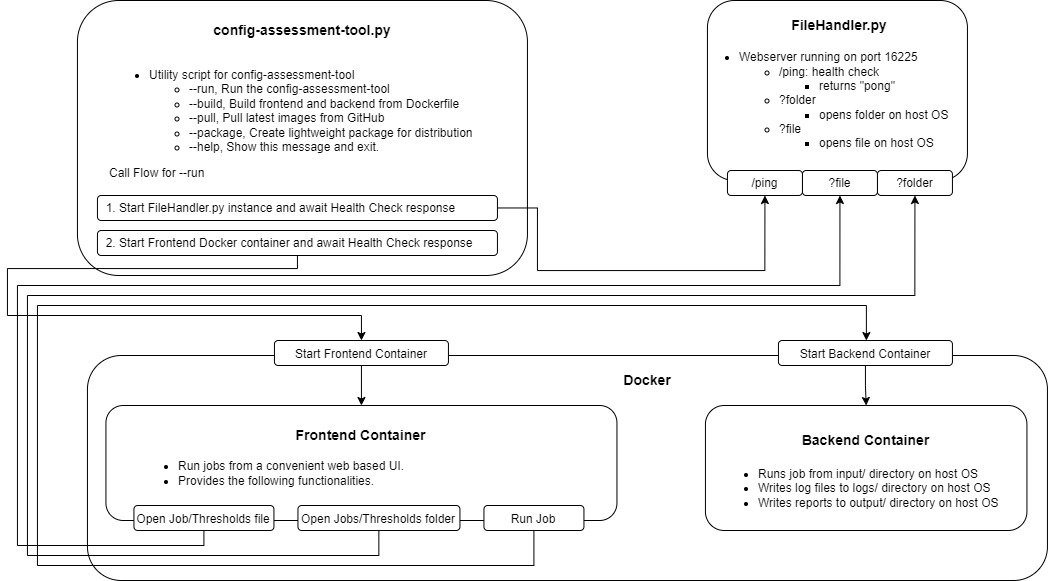 config-assessment-tool.py
Utility script for config-assessment-tool
--run, Run the config-assessment-tool
--build, Build frontend and backend from Dockerfile
--pull, Pull latest images from GitHub
--package, Create lightweight package for distribution
--help, Show this message and exit.
Call Flow for --run
1. Start FileHandler.py instance and await Health Check response
2. Start Frontend Docker container and await Health Check response
FileHandler.py
Webserver running on port 16225
/ping: health check
returns "pong"
?folder
opens folder on host OS
?file
opens file on host OS
/ping
?file
?folder
Start Frontend Container
Start Backend Container
Docker
Frontend Container
Run jobs from a convenient web based UI.
Provides the following functionalities.
Open Job/Thresholds file
Open Jobs/Thresholds folder
Run Job
Backend Container
Runs job from input/ directory on host OS
Writes log files to logs/ directory on host OS
Writes reports to output/ directory on host OS